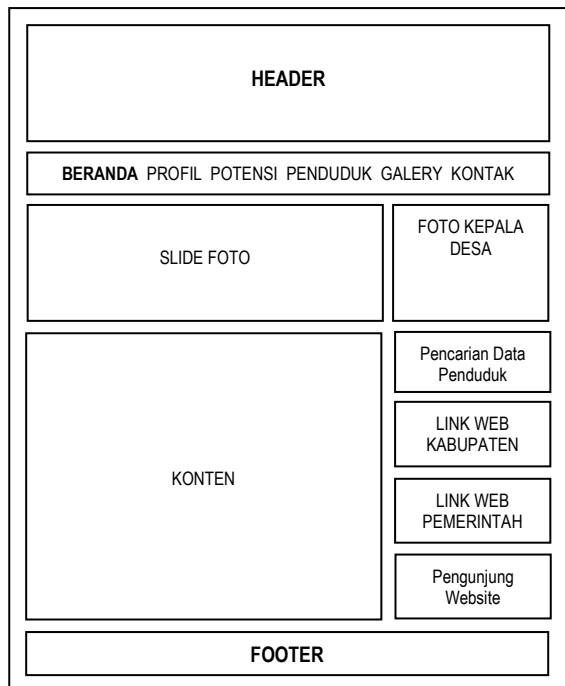 HEADER
BERANDA PROFIL POTENSI PENDUDUK GALERY KONTAK
SLIDE FOTO
FOTO KEPALA
DESA
Pencarian Data
Penduduk
LINK WEB
KABUPATEN
KONTEN
LINK WEB
PEMERINTAH
Pengunjung
Website
FOOTER